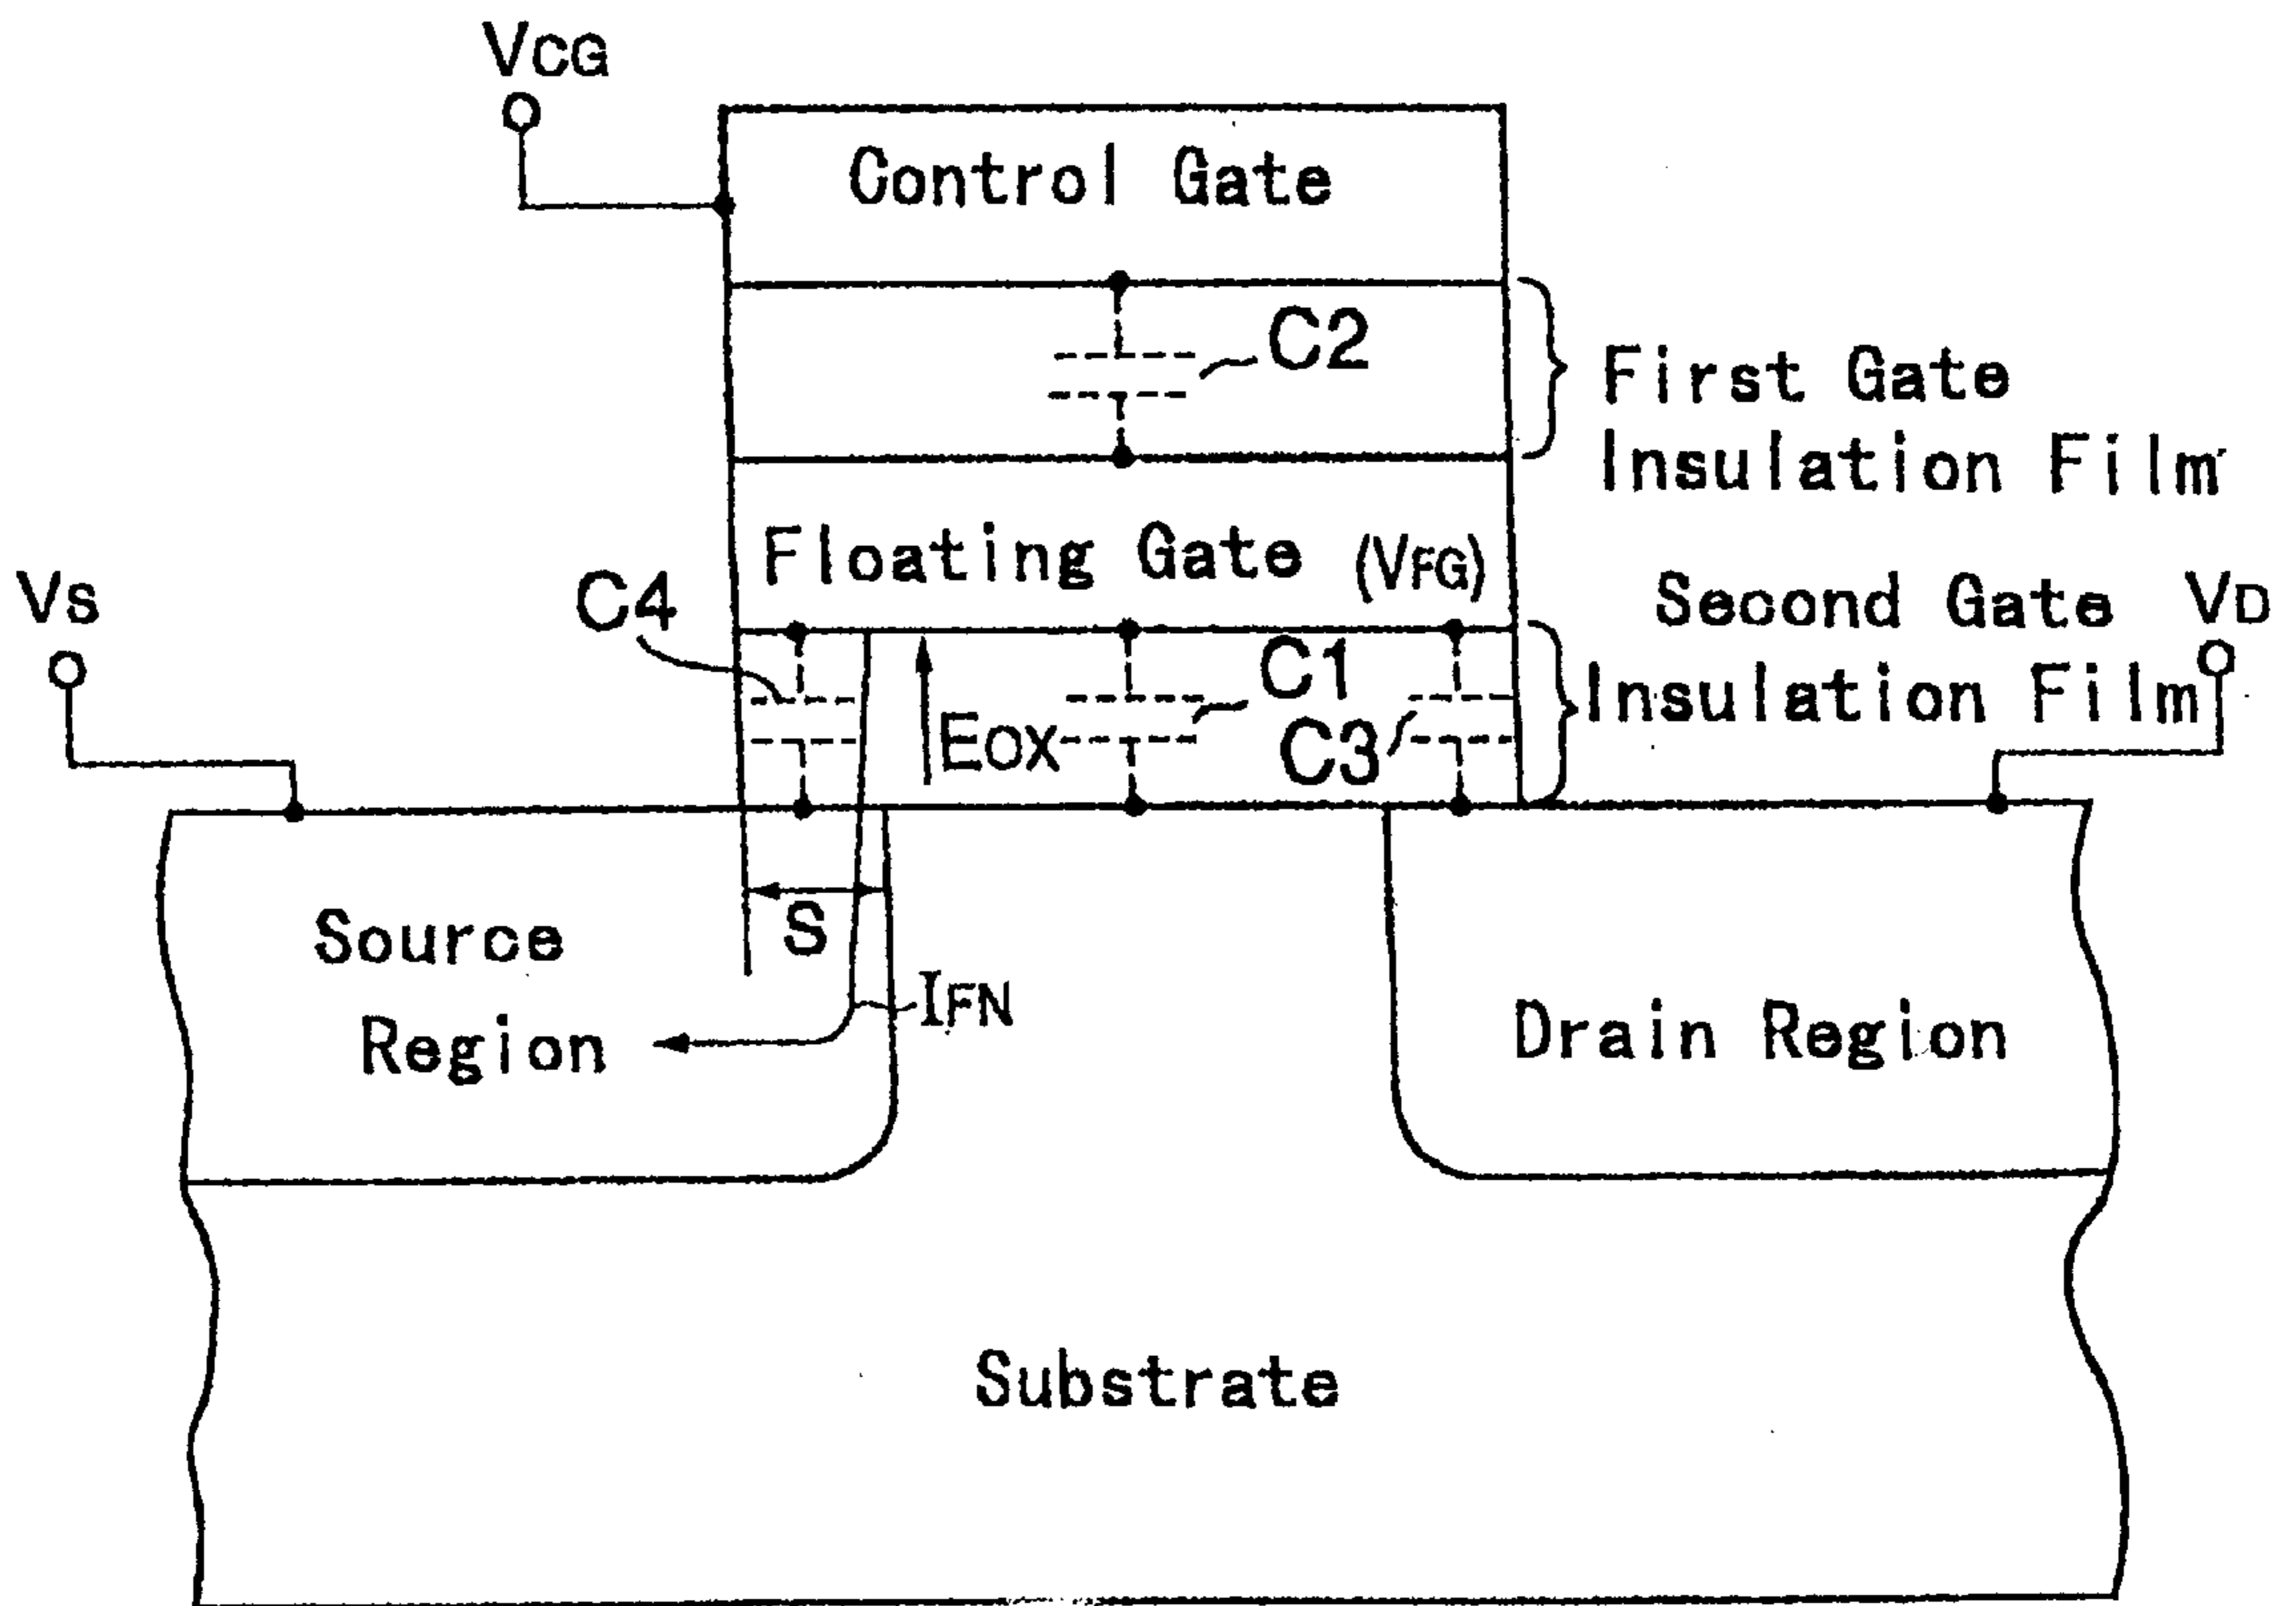 VCG
Control Gate
C2
First Gate
Insulation Film
Floating Gate (VFG)
C4
Vs
Second Gate
Insulation Film
VD
C1
EOX
C3
S
Source
Region
IFN
Drain Region
Substrate